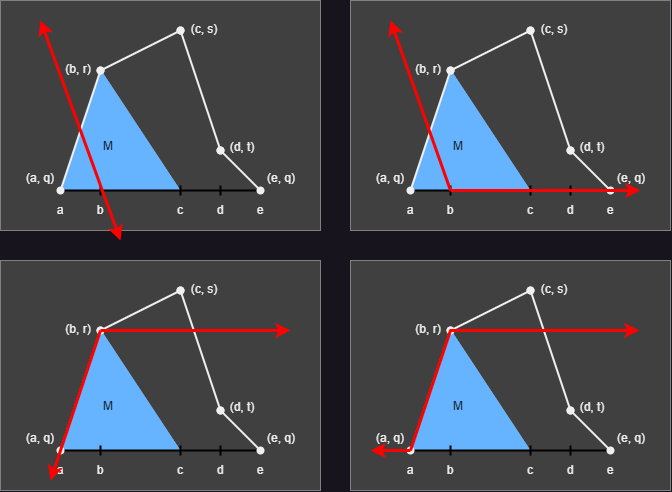 (c, s)
(b, r)
M
(d, t)
(a, q)
(e, q)
a b c d e
(c, s)
(b, r)
M
(d, t)
(a, q)
(e, q)
a b c d e
(c, s)
(b, r)
M
(d, t)
(a, q)
(e, q)
a b c d e
(c, s)
(b, r)
M
(d, t)
(a, q)
(e, q)
a b c d e